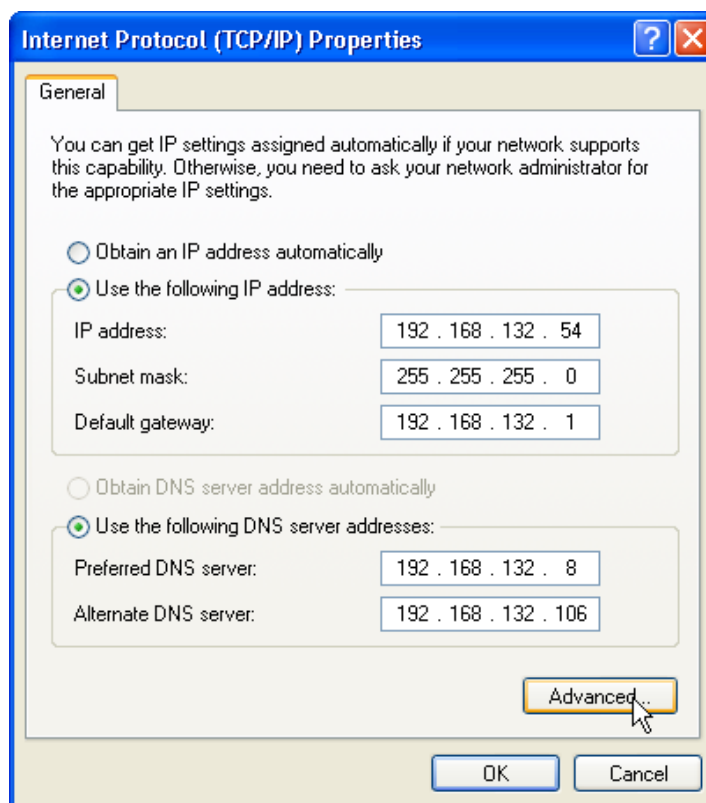 Internet Protocol (TCP/IP) Properties
?
General
You can get IP settings assigned automatically if your network supports
this capability. Otherwise, you need to ask your network administrator for
the appropriate IP settings.
Obtain an IP address automatically
Use the following IP address:
IP address: 192 . 168 . 132 . 54
Subnet mask: 255 . 255 . 255 . 0
Default gateway: 192 . 168 . 132 . 1
Obtain DNS server address automatically
Use the following DNS server addresses:
Preferred DNS server: 192 . 168 . 132 . 8
Alternate DNS server: 192 . 168 . 132 . 106
Advanced...
OK Cancel